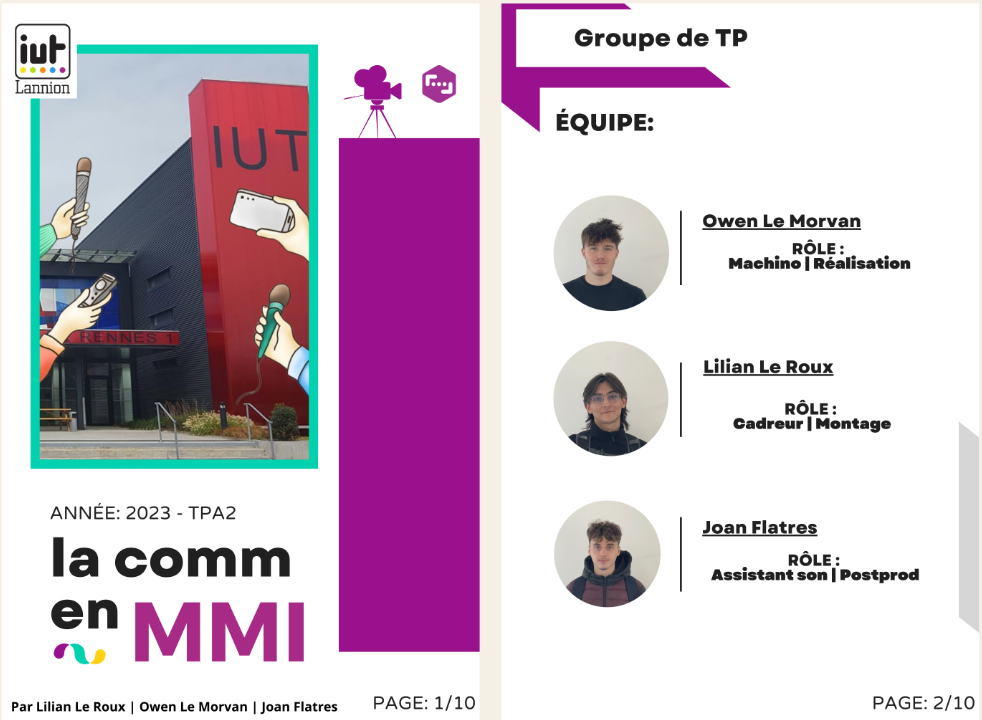 iut
Lannion
IUT
RENNES 1
ANNÉE: 2023 - TPA2
la comm
en MMI
Par Lilian Le Roux | Owen Le Morvan | Joan Flatres
PAGE: 1/10
Groupe de TP
ÉQUIPE:
Owen Le Morvan
RÔLE :
Machino | Réalisation
Lilian Le Roux
RÔLE :
Cadreur | Montage
Joan Flatres
RÔLE :
Assistant son | Postprod
PAGE: 2/10